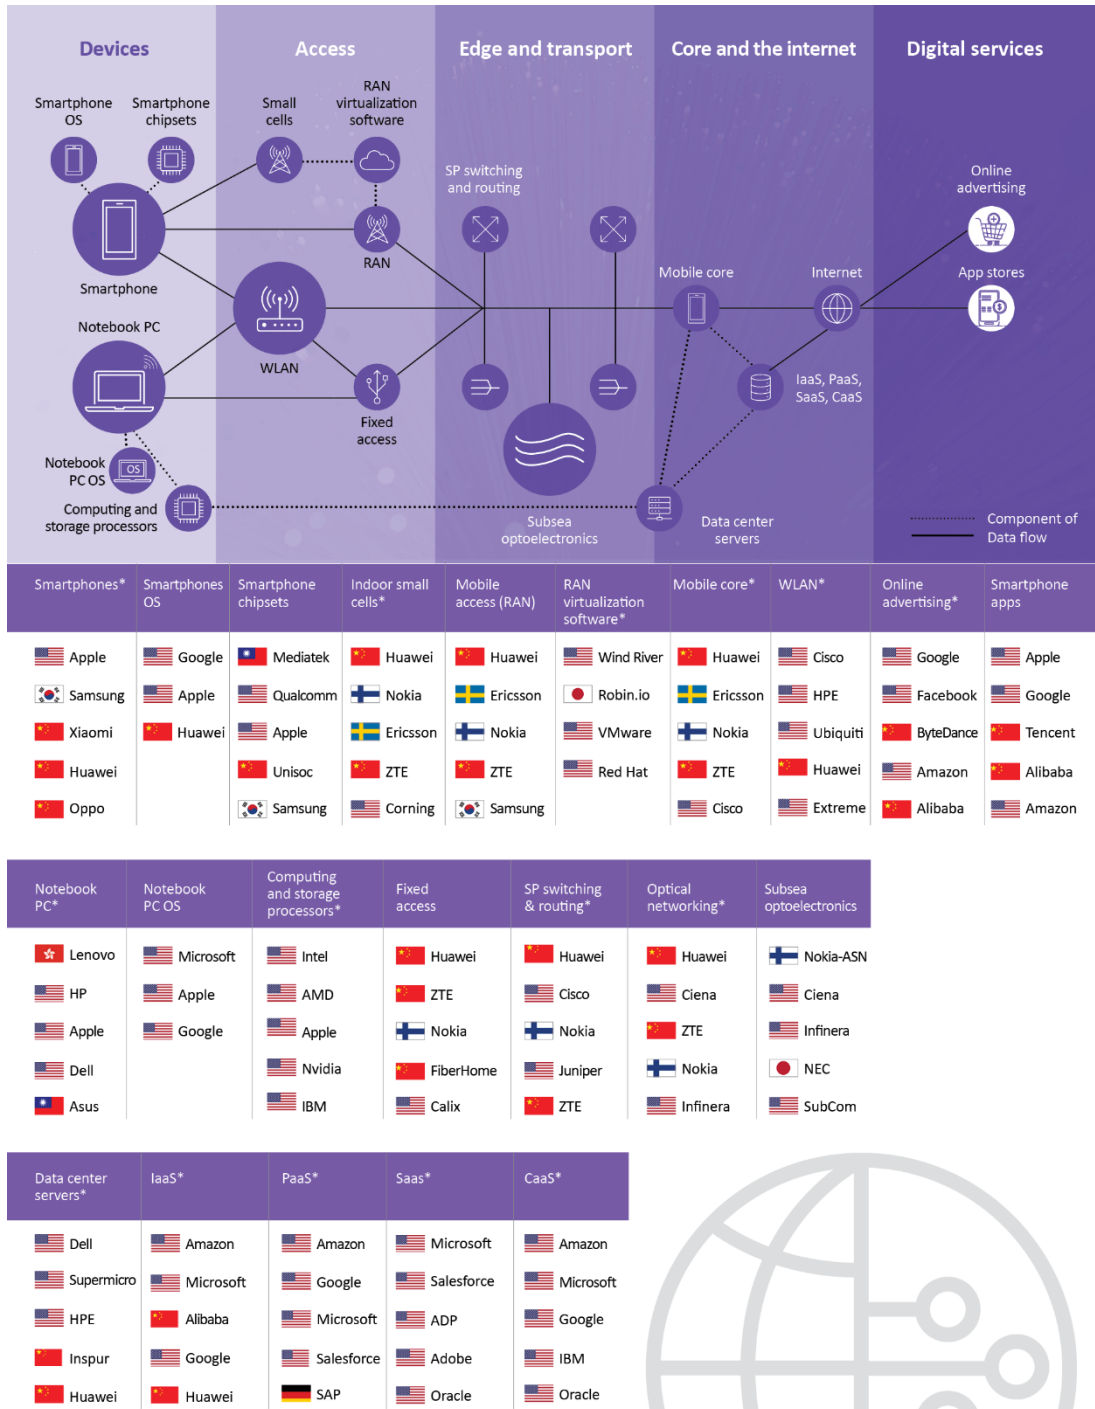 Devices
Access
Edge and transport
Core and the internet
Digital services
Smartphone
OS
Smartphone
chipsets
Small
cells
RAN
virtualization
software
SP switching
and routing
Online
advertising
Smartphone
RAN
Mobile core
Internet
App stores
Notebook PC
WLAN
Fixed
access
IaaS, PaaS,
SaaS, CaaS
OS
Notebook
PC OS
Computing and
storage processors
Subsea
optoelectronics
Data center
servers
Component of
Data flow
Smartphones*
Smartphones
OS
Smartphone
chipsets
Indoor small
cells*
Mobile
access (RAN)
RAN
virtualization
software*
Mobile core*
WLAN*
Online
advertising*
Smartphone
apps
Apple
Google
Mediatek
Huawei
Huawei
Wind River
Huawei
Cisco
Google
Apple
Samsung
Apple
Qualcomm
Nokia
Ericsson
Robin.io
Ericsson
HPE
Facebook
Google
Xiaomi
Huawei
Apple
Ericsson
Nokia
VMware
Nokia
Ubiquiti
ByteDance
Tencent
Huawei
Unisoc
ZTE
ZTE
Red Hat
ZTE
Huawei
Amazon
Alibaba
Oppo
Samsung
Corning
Samsung
Cisco
Extreme
Alibaba
Amazon
Notebook
PC*
Notebook
PC OS
Computing
and storage
processors*
Fixed
access
SP switching
& routing*
Optical
networking*
Subsea
optoelectronics
Lenovo
Microsoft
Intel
Huawei
Huawei
Huawei
Nokia-ASN
HP
Apple
AMD
ZTE
Cisco
Ciena
Ciena
Apple
Google
Apple
Nokia
Nokia
ZTE
Infinera
Dell
Nvidia
FiberHome
Juniper
Nokia
NEC
Asus
IBM
Calix
ZTE
Infinera
SubCom
Data center
servers*
IaaS*
PaaS*
Saas*
CaaS*
Dell
Amazon
Amazon
Microsoft
Amazon
Supermicro
Microsoft
Google
Salesforce
Microsoft
HPE
Alibaba
Microsoft
ADP
Google
Inspur
Google
Salesforce
Adobe
IBM
Huawei
Huawei
SAP
Oracle
Oracle